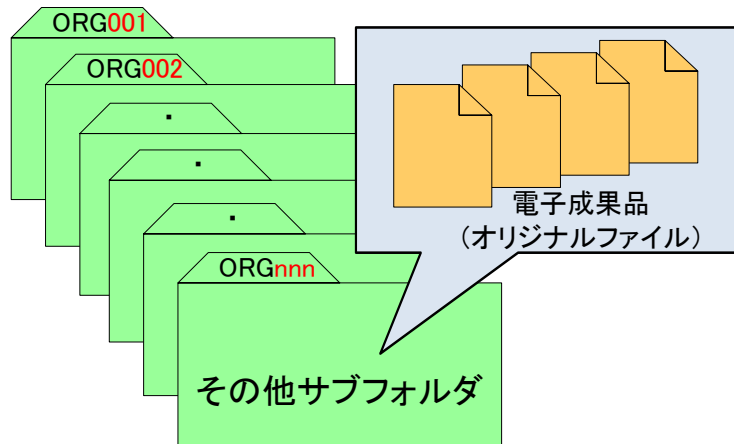 ORG001
ORG002
・
・
・
ORGnnn
電子成果品
（オリジナルファイル）
その他サブフォルダ